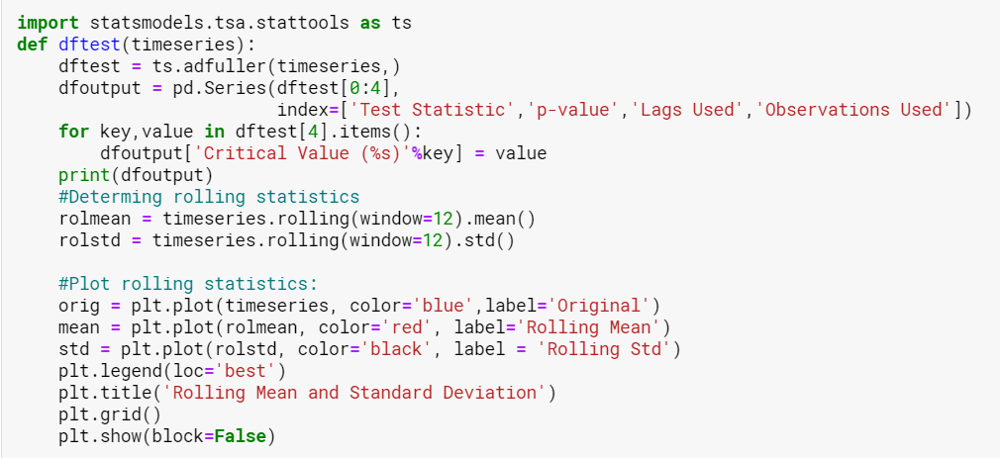 import statsmodels.tsa.stattools as ts
def dftest(timeseries):
    dftest = ts.adfuller(timeseries,)
    dfoutput = pd.Series(dftest[0:4],
                         index=['Test Statistic','p-value','Lags Used','Observations Used'])
    for key,value in dftest[4].items():
        dfoutput['Critical Value (%s)'%key] = value
    print(dfoutput)
    #Determing rolling statistics
    rolmean = timeseries.rolling(window=12).mean()
    rolstd = timeseries.rolling(window=12).std()

    #Plot rolling statistics:
    orig = plt.plot(timeseries, color='blue',label='Original')
    mean = plt.plot(rolmean, color='red', label='Rolling Mean')
    std = plt.plot(rolstd, color='black', label = 'Rolling Std')
    plt.legend(loc='best')
    plt.title('Rolling Mean and Standard Deviation')
    plt.grid()
    plt.show(block=False)